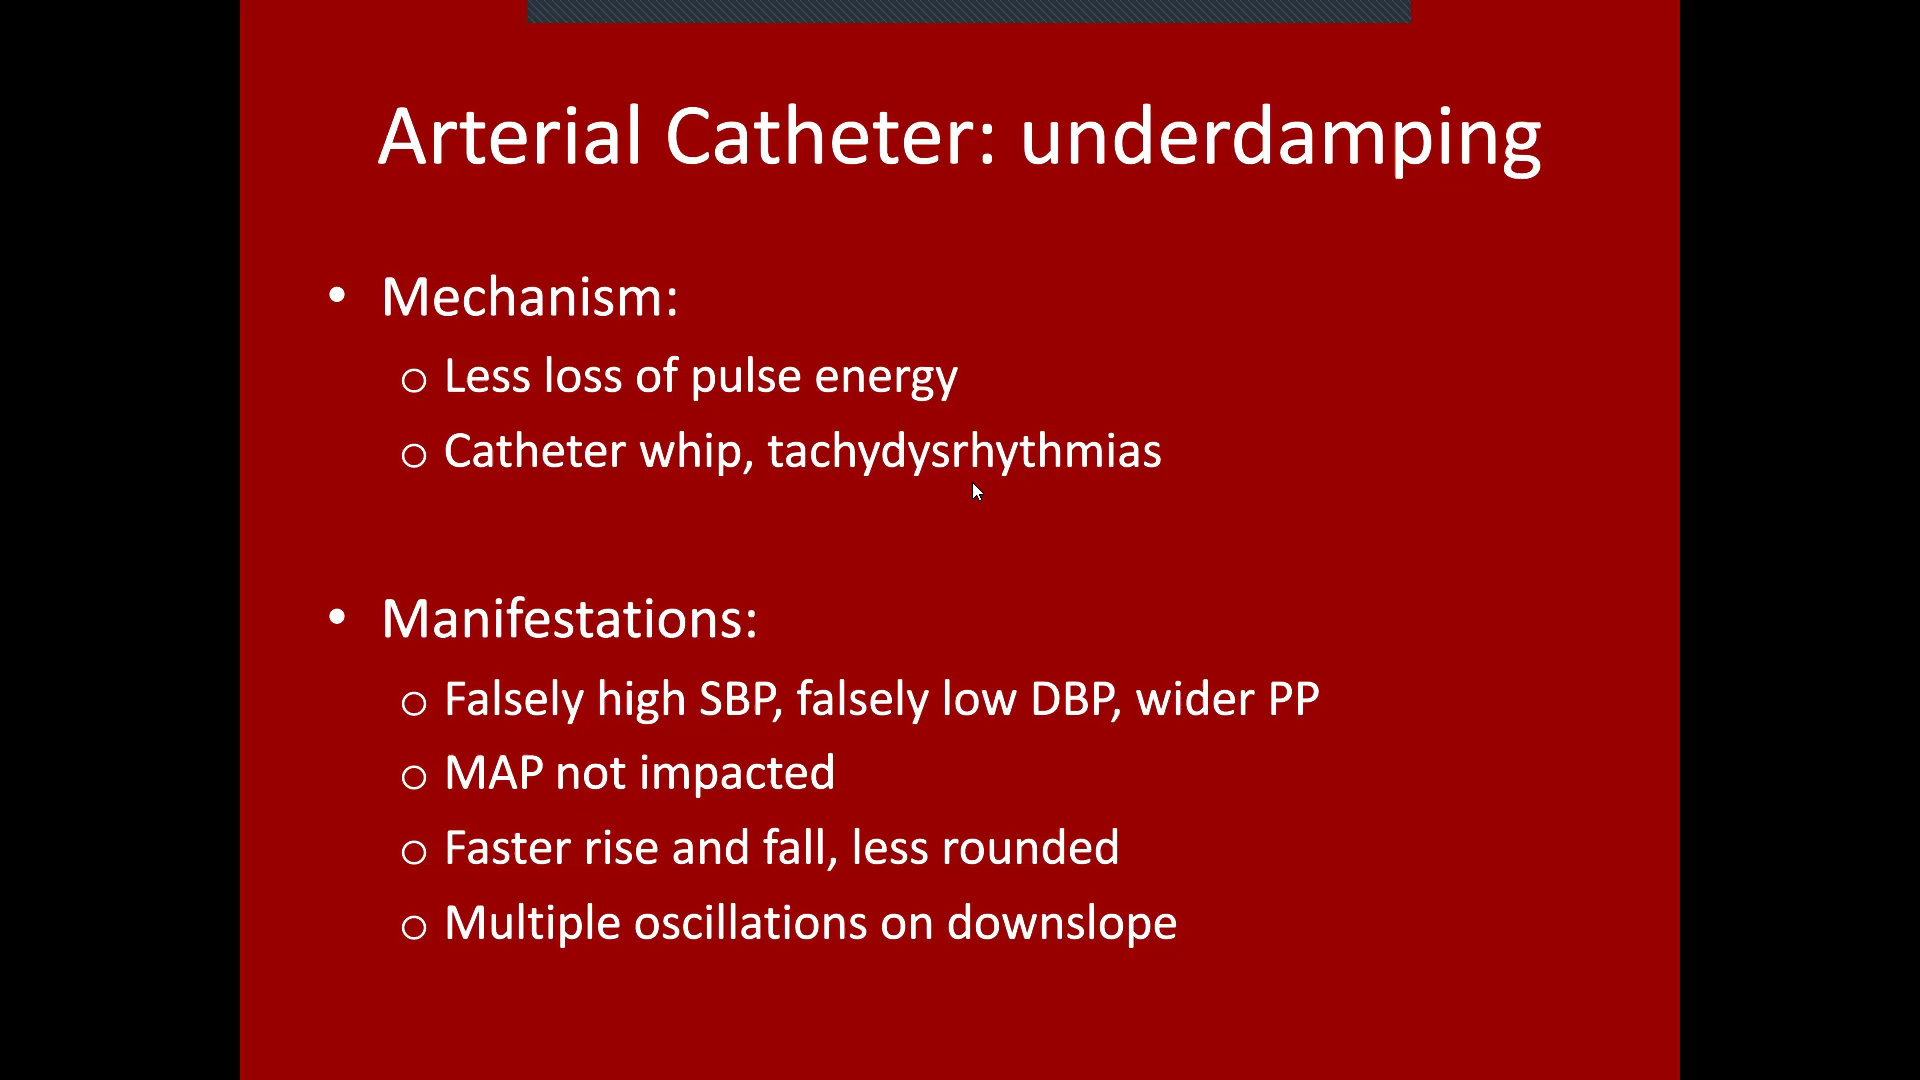 Arterial Catheter: underdamping
• Mechanism:
o Less loss of pulse energy
o Catheter whip, tachydysrhythmias
• Manifestations:
o Falsely high SBP, falsely low DBP, wider PP
o MAP not impacted
o Faster rise and fall, less rounded
o Multiple oscillations on downslope